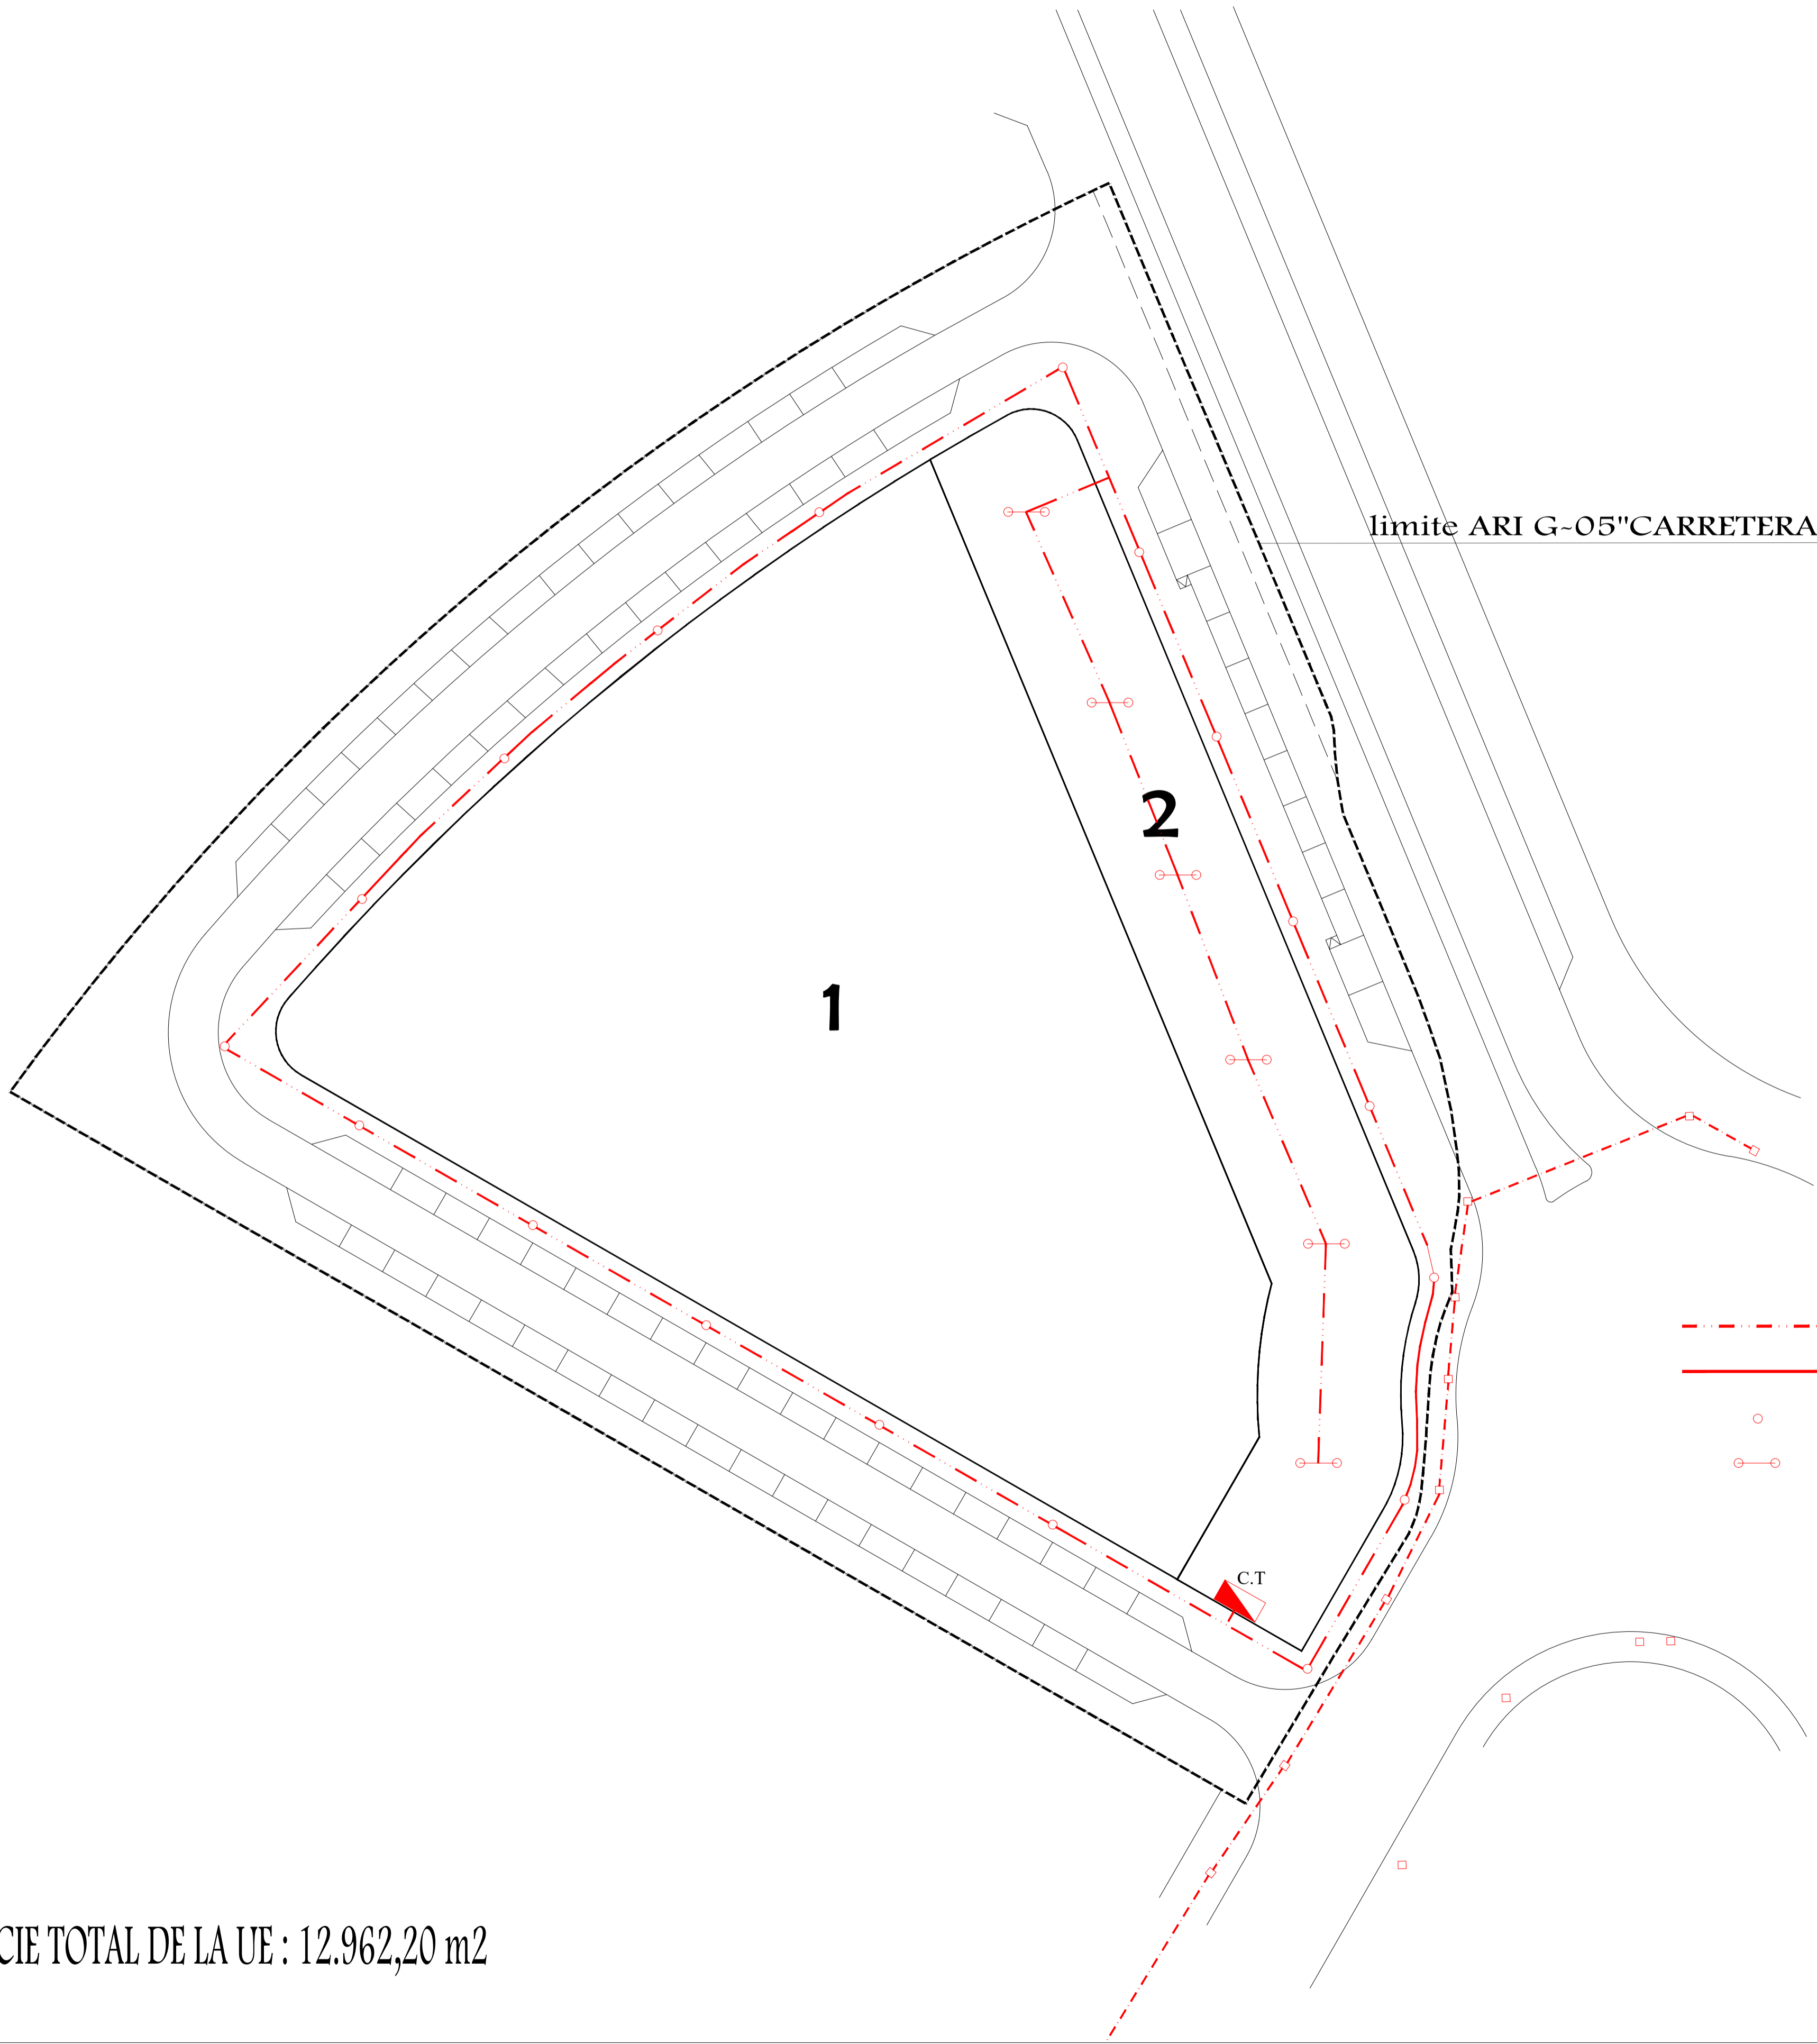 limite ARI G-05"CARRETERA
2
1
C.T
CIE TOTAL DE LA UE : 12.962,20 m2